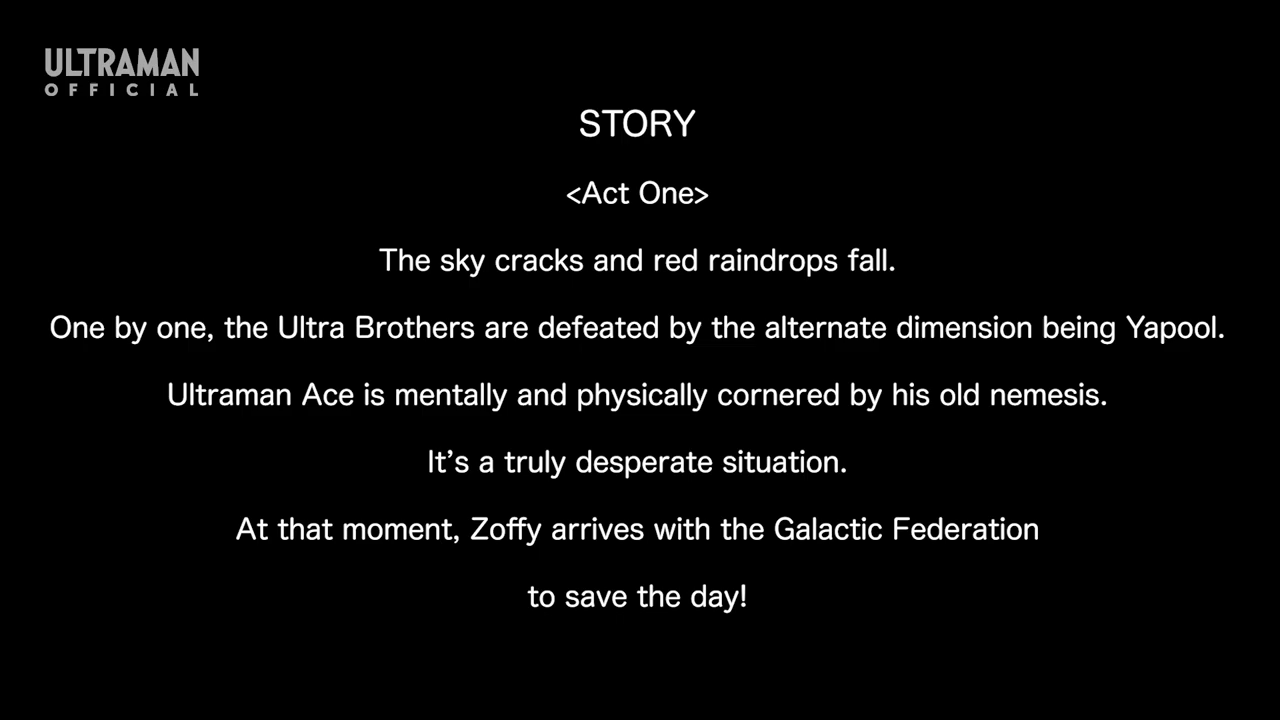 ULTRAMAN
OFFICIAL
STORY
<Act One>
The sky cracks and red raindrops fall.
One by one, the Ultra Brothers are defeated by the alternate dimension being Yapool.
Ultraman Ace is mentally and physically cornered by his old nemesis.
It’s a truly desperate situation.
At that moment, Zoffy arrives with the Galactic Federation
to save the day!